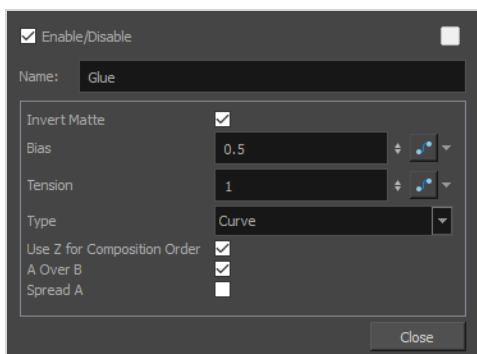 Enable/Disable
Name: Glue
Invert Matte
Bias 0.5
Tension 1
Type Curve
Use Z for Composition Order
A Over B
Spread A
Close